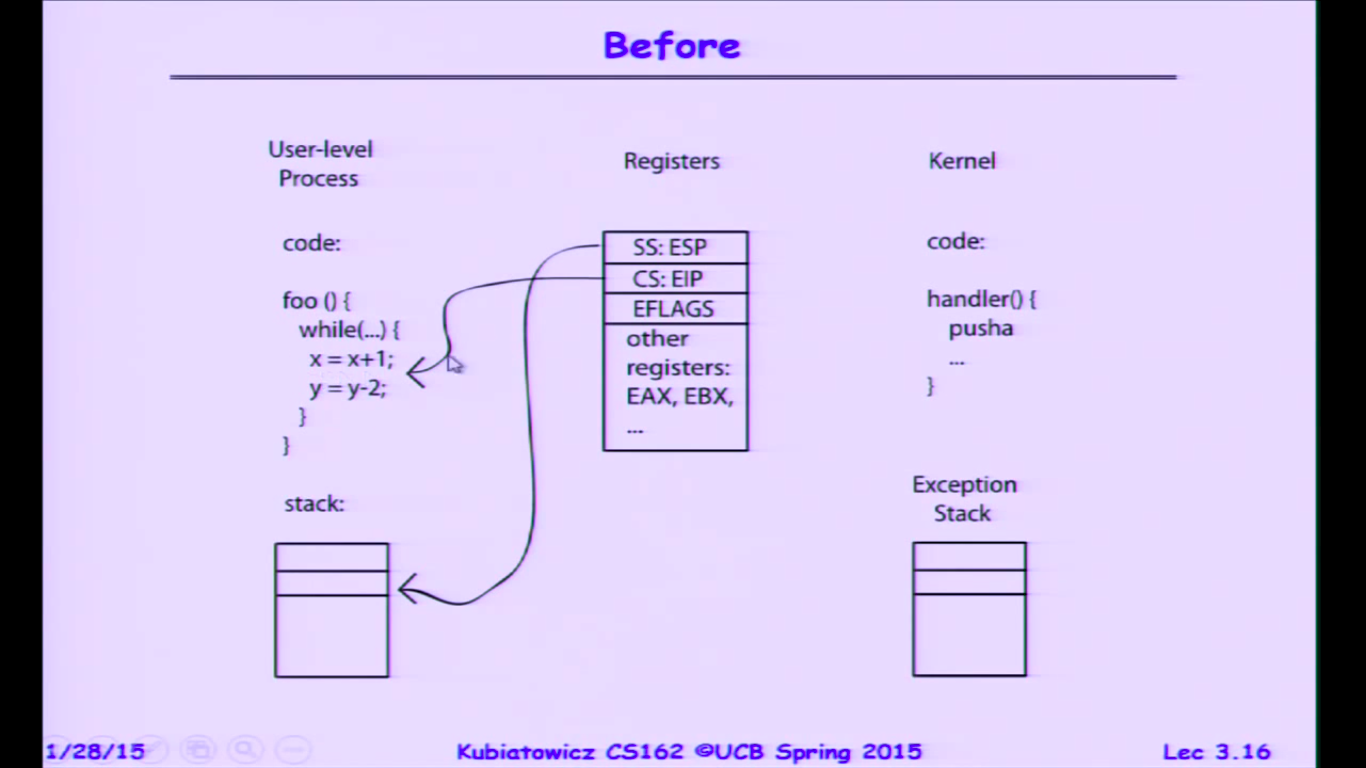 Before
User-level
Process
code:
foo () {
while(...) {
x = x+1;
y = y-2;
}
}
stack:
Registers
SS: ESP
CS: EIP
EFLAGS
other
registers:
EAX, EBX,
...
Kernel
code:
handler() {
pusha
...
}
Exception
Stack
1/28/15
Kubiatowicz CS162 ©UCB Spring 2015
Lec 3.16